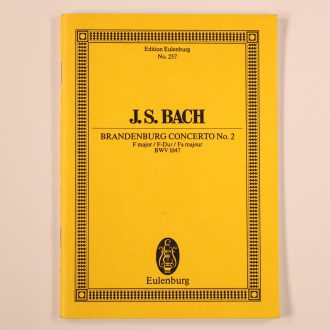 Edition Eulenburg
No. 257
J. S. BACH
BRANDENBURG CONCERTO No. 2
F major / F-Dur / Fa majeur
BWV 1047
Eulenburg